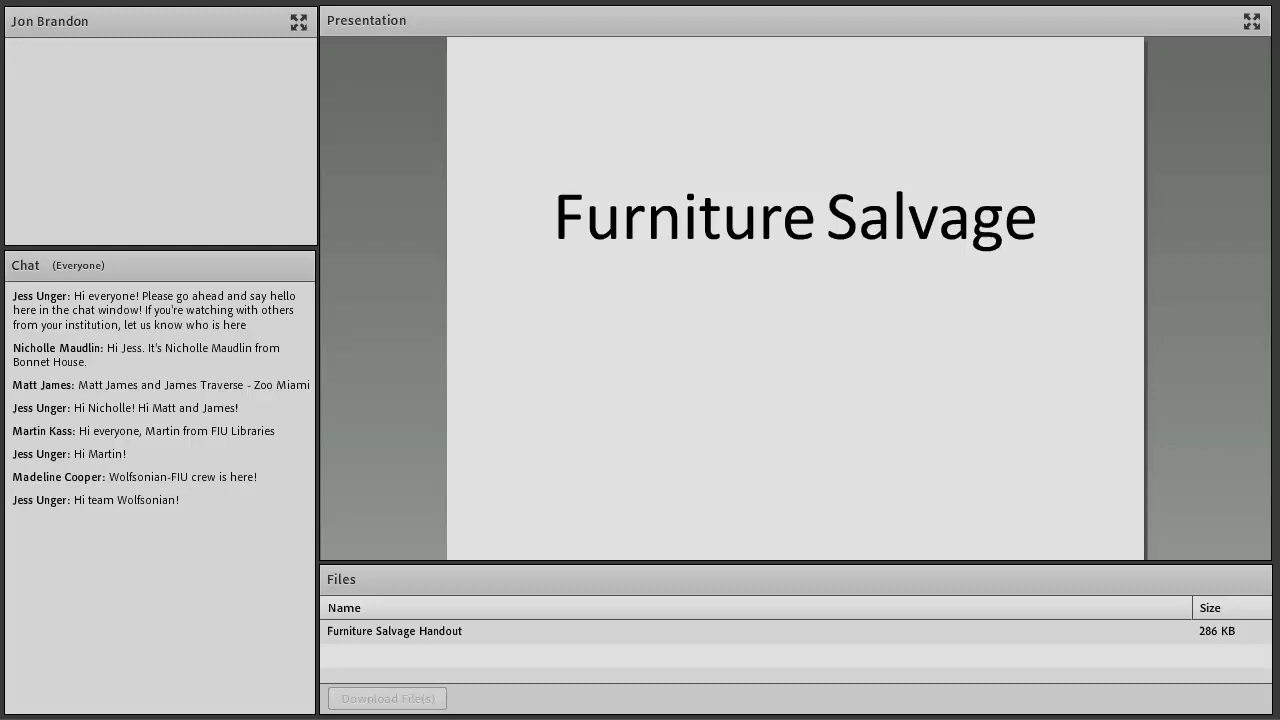 Jon Brandon
Presentation
Furniture Salvage
Chat (Everyone)
Jess Unger: Hi everyone! Please go ahead and say hello
here in the chat window! If you're watching with others
from your institution, let us know who is here
Nicholle Maudlin: Hi Jess. It's Nicholle Maudlin from
Bonnet House.
Matt James: Matt James and James Traverse - Zoo Miami
Jess Unger: Hi Nicholle! Hi Matt and James!
Martin Kass: Hi everyone, Martin from FIU Libraries
Jess Unger: Hi Martin!
Madeline Cooper: Wolfsonian-FIU crew is here!
Jess Unger: Hi team Wolfsonian!
Files
Name Size
Furniture Salvage Handout 286 KB
Download File(s)